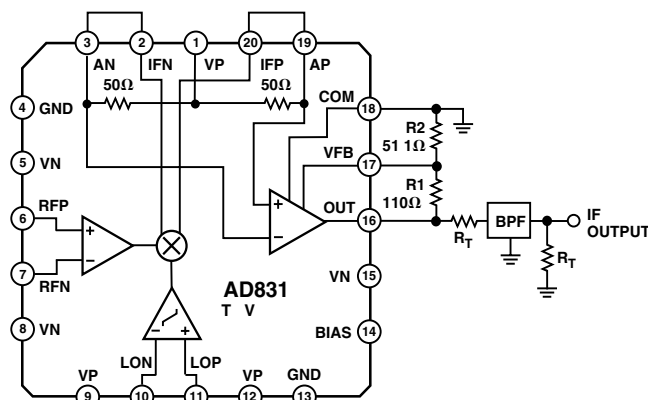 3
2
1
20
19
AN
IFN
VP
IFP
AP
50Ω
50Ω
COM
18
4
GND
R2
51 1Ω
VFB
17
5
VN
R1
110Ω
6
RFP
OUT
16
BPF
IF
OUTPUT
RT
RT
7
RFN
VN
15
AD831
T V
8
VN
BIAS
14
LON
LOP
VP
VP
GND
9
10
11
12
13
+
−
+
−
−
+